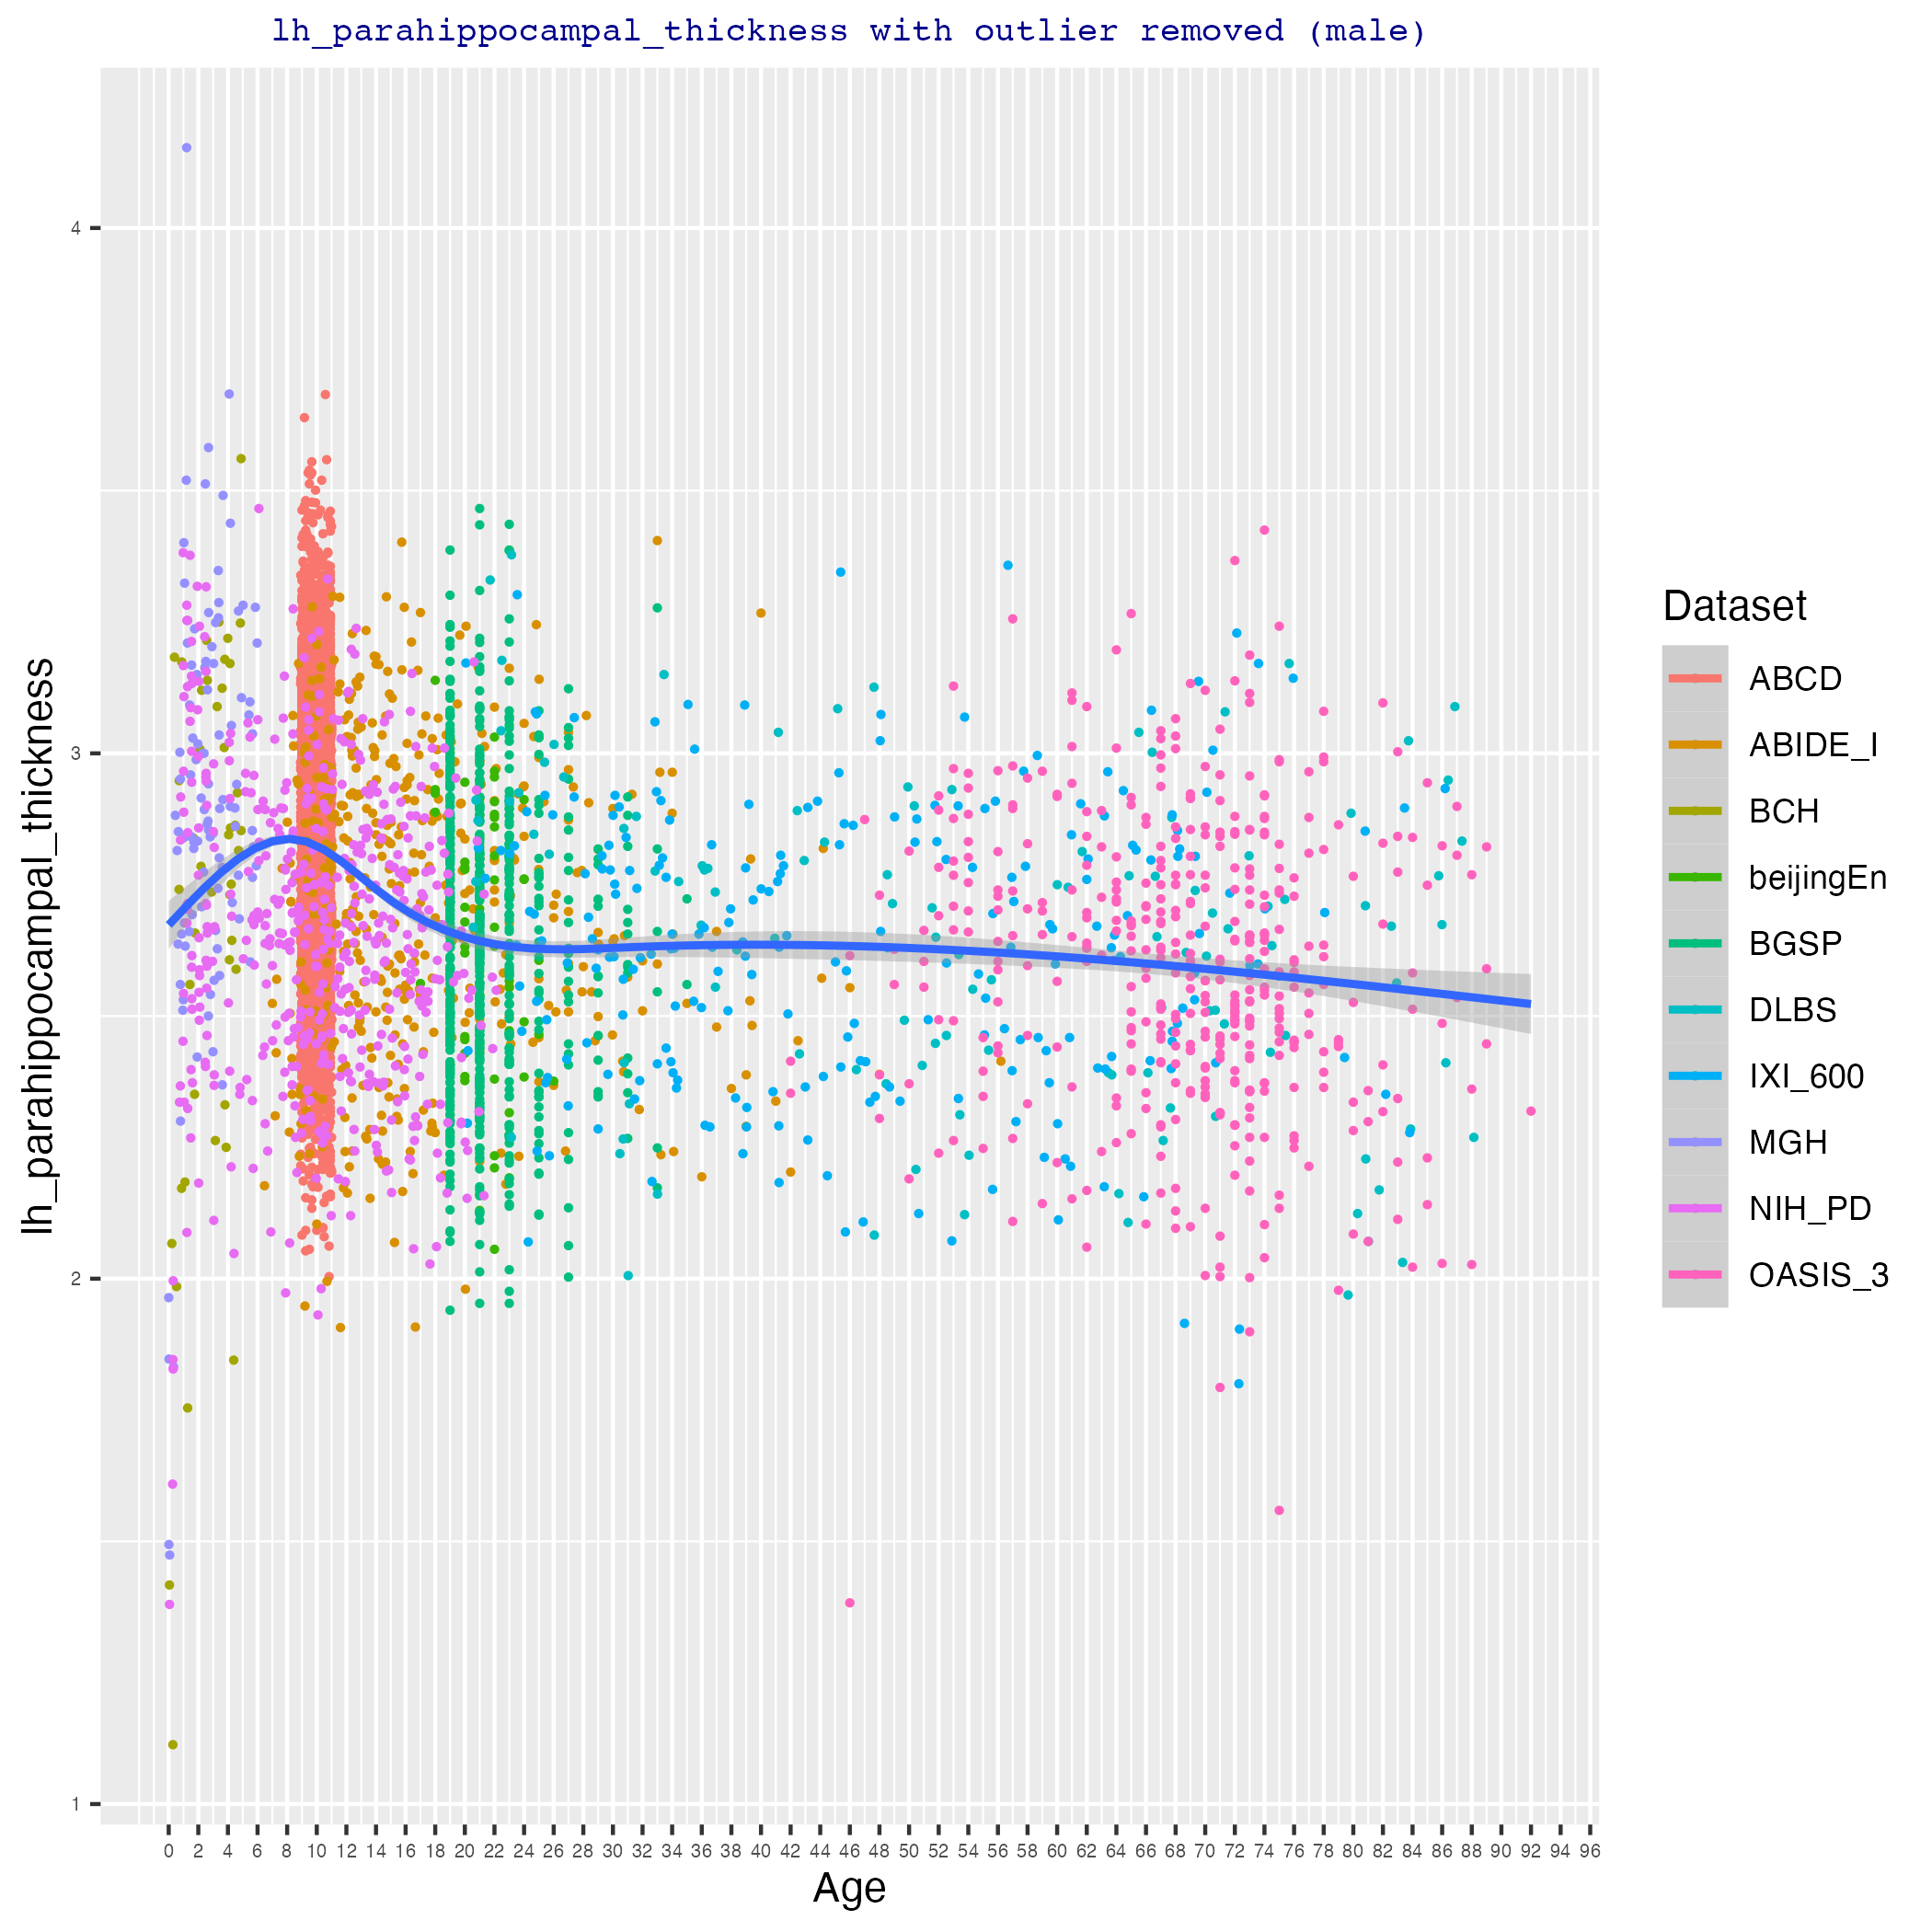 lh_parahippocampal_thickness with outlier removed (male)
4
3
2
1
lh_parahippocampal_thickness
0 2 4 6 8 10 12 14 16 18 20 22 24 26 28 30 32 34 36 38 40 42 44 46 48 50 52 54 56 58 60 62 64 66 68 70 72 74 76 78 80 82 84 86 88 90 92 94 96
Age
Dataset
ABCD
ABIDE_I
BCH
beijingEn
BGSP
DLBS
IXI_600
MGH
NIH_PD
OASIS_3